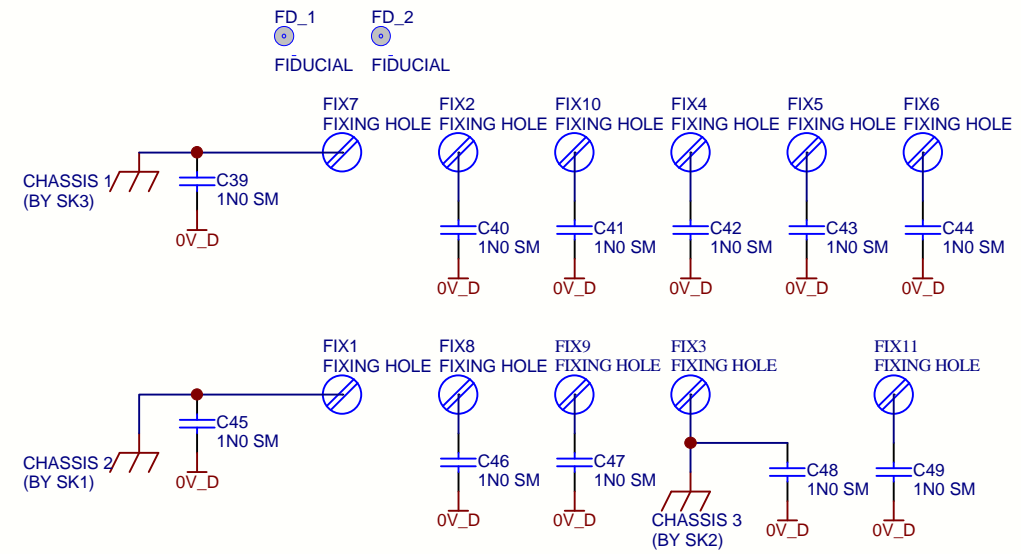 FD_1 FD_2
FIDUCIAL FIDUCIAL
FIX7 FIX2 FIX10 FIX4 FIX5 FIX6
FIXING HOLE FIXING HOLE FIXING HOLE FIXING HOLE FIXING HOLE FIXING HOLE
CHASSIS 1 C39
(BY SK3) 1N0 SM
C40 C41 C42 C43 C44
0V_D 1N0 SM 1N0 SM 1N0 SM 1N0 SM 1N0 SM
0V_D 0V_D 0V_D 0V_D 0V_D
FIX1 FIX8 FIX9 FIX3 FIX11
FIXING HOLE FIXING HOLE FIXING HOLE FIXING HOLE FIXING HOLE
C45
1N0 SM
CHASSIS 2 C46 C47 C48 C49
(BY SK1) 0V_D 1N0 SM 1N0 SM 1N0 SM 1N0 SM
0V_D 0V_D CHASSIS 3 0V_D 0V_D
(BY SK2)